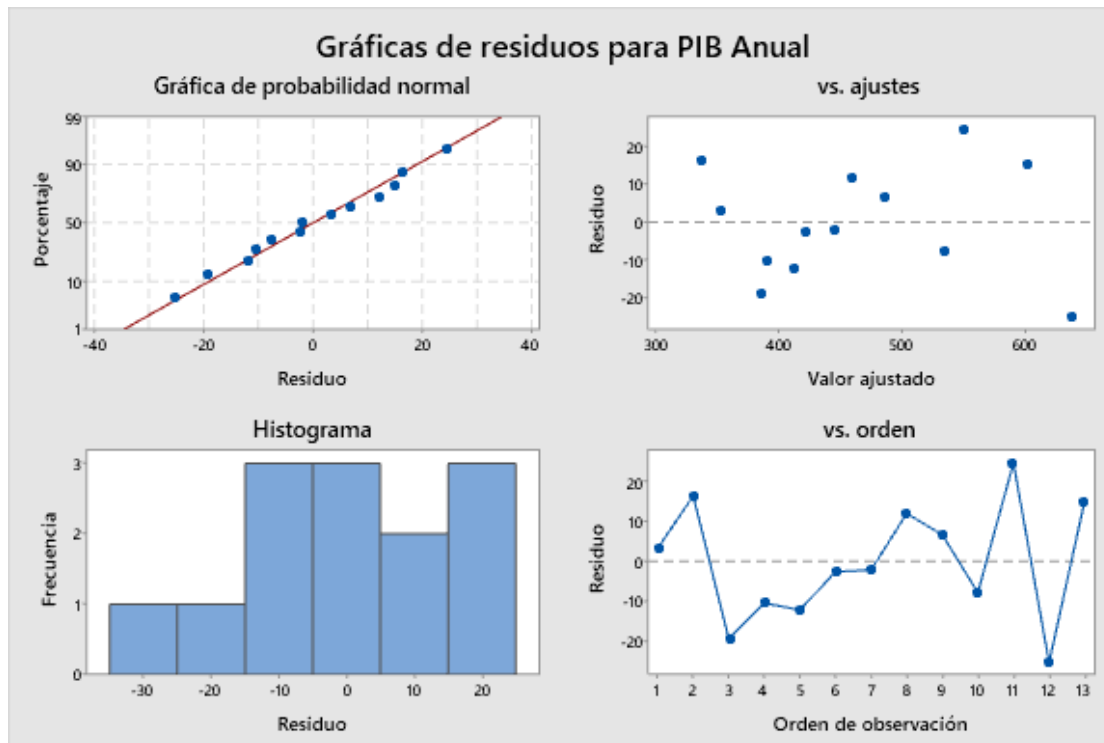 Gráficas de residuos para PIB Anual
Gráfica de probabilidad normal
99
90
50
10
1
Porcentaje
-40 -20 0 20 40
Residuo
vs. ajustes
20
10
0
-10
-20
Residuo
300 400 500 600
Valor ajustado
Histograma
3
2
1
0
Frecuencia
-30 -20 -10 0 10 20
Residuo
vs. orden
20
10
0
-10
-20
Residuo
1 2 3 4 5 6 7 8 9 10 11 12 13
Orden de observación